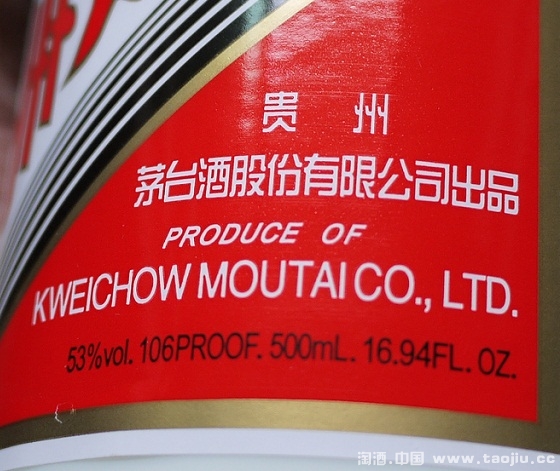 贵 州
茅台酒股份有限公司出品
PRODUCE OF
KWEICHOW MOUTAI CO., LTD.
53%vol. 106PROOF. 500mL. 16.94FL. OZ.
淘酒.中国 www.taojiu.cc